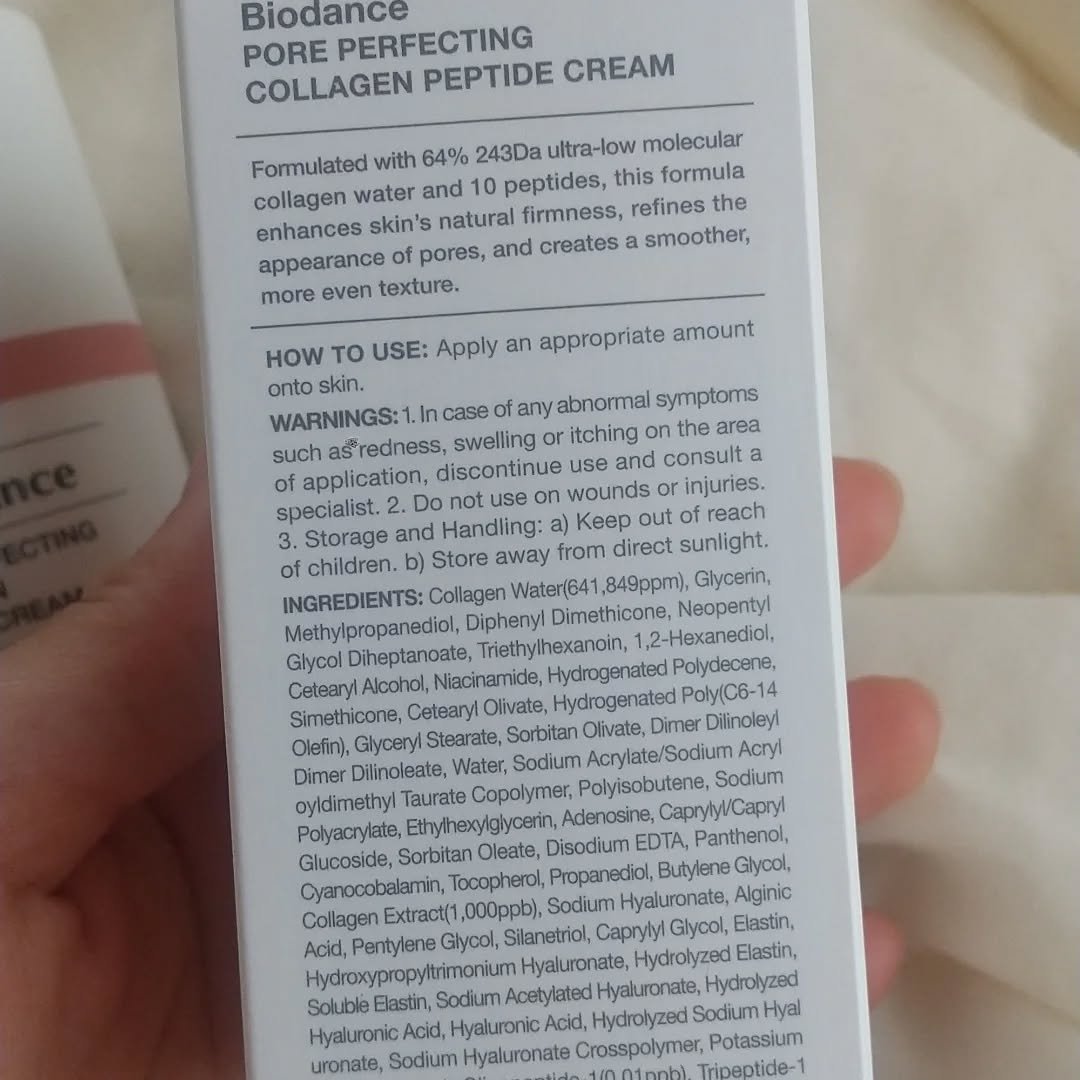 Biodance
PORE PERFECTING
COLLAGEN PEPTIDE CREAM
Formulated with 64% 243Da ultra-low molecular
collagen water and 10 peptides, this formula
enhances skin's natural firmness, refines the
appearance of pores, and creates a smoother,
more even texture.
HOW TO USE: Apply an appropriate amount
onto skin.
WARNINGS: 1. In case of any abnormal symptoms
such as redness, swelling or itching on the area
of application, discontinue use and consult a
specialist. 2. Do not use on wounds or injuries.
3. Storage and Handling: a) Keep out of reach
of children. b) Store away from direct sunlight.
INGREDIENTS: Collagen Water(641,849ppm), Glycerin,
Methylpropanediol, Diphenyl Dimethicone, Neopentyl
Glycol Diheptanoate, Triethylhexanoin, 1,2-Hexanediol,
Cetearyl Alcohol, Niacinamide, Hydrogenated Polydecene,
Simethicone, Cetearyl Olivate, Hydrogenated Poly(C6-14
Olefin), Glyceryl Stearate, Sorbitan Olivate, Dimer Dilinoleyl
Dimer Dilinoleate, Water, Sodium Acrylate/Sodium Acryl
oyldimethyl Taurate Copolymer, Polyisobutene, Sodium
Polyacrylate, Ethylhexylglycerin, Adenosine, Caprylyl/Capryl
Glucoside, Sorbitan Oleate, Disodium EDTA, Panthenol,
Cyanocobalamin, Tocopherol, Propanediol, Butylene Glycol,
Collagen Extract(1,000ppb), Sodium Hyaluronate, Alginic
Acid, Pentylene Glycol, Silanetriol, Caprylyl Glycol, Elastin,
Hydroxypropyltrimonium Hyaluronate, Hydrolyzed Elastin,
Soluble Elastin, Sodium Acetylated Hyaluronate, Hydrolyzed
Hyaluronic Acid, Hyaluronic Acid, Hydrolyzed Sodium Hyal
uronate, Sodium Hyaluronate Crosspolymer, Potassium
1(0.01ppb), Tripeptide-1
nce
ECTING
CREAM